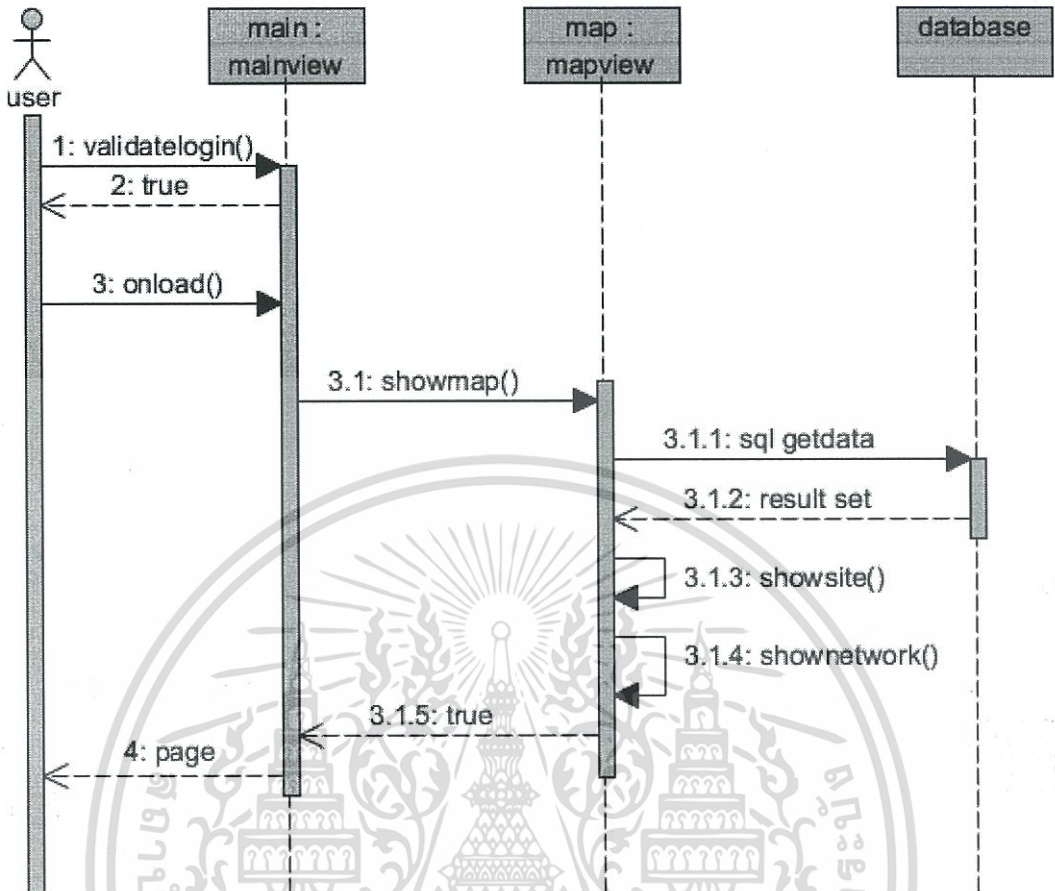 main :
mainview
map :
mapview
database
user
1: validatelogin()
2: true
3: onload()
3.1: showmap()
3.1.1: sql getdata
3.1.2: result set
3.1.3: showsite()
3.1.4: shownetwork()
3.1.5: true
4: page